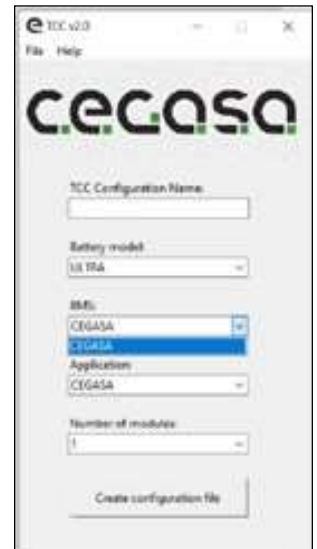 TCC v2.0
File Help
cegasa
TCC Configuration Name:
Battery model:
ULTRA
BMS:
CEGASA
CEGASA
Application:
CEGASA
Number of modules:
1
Create configuration file